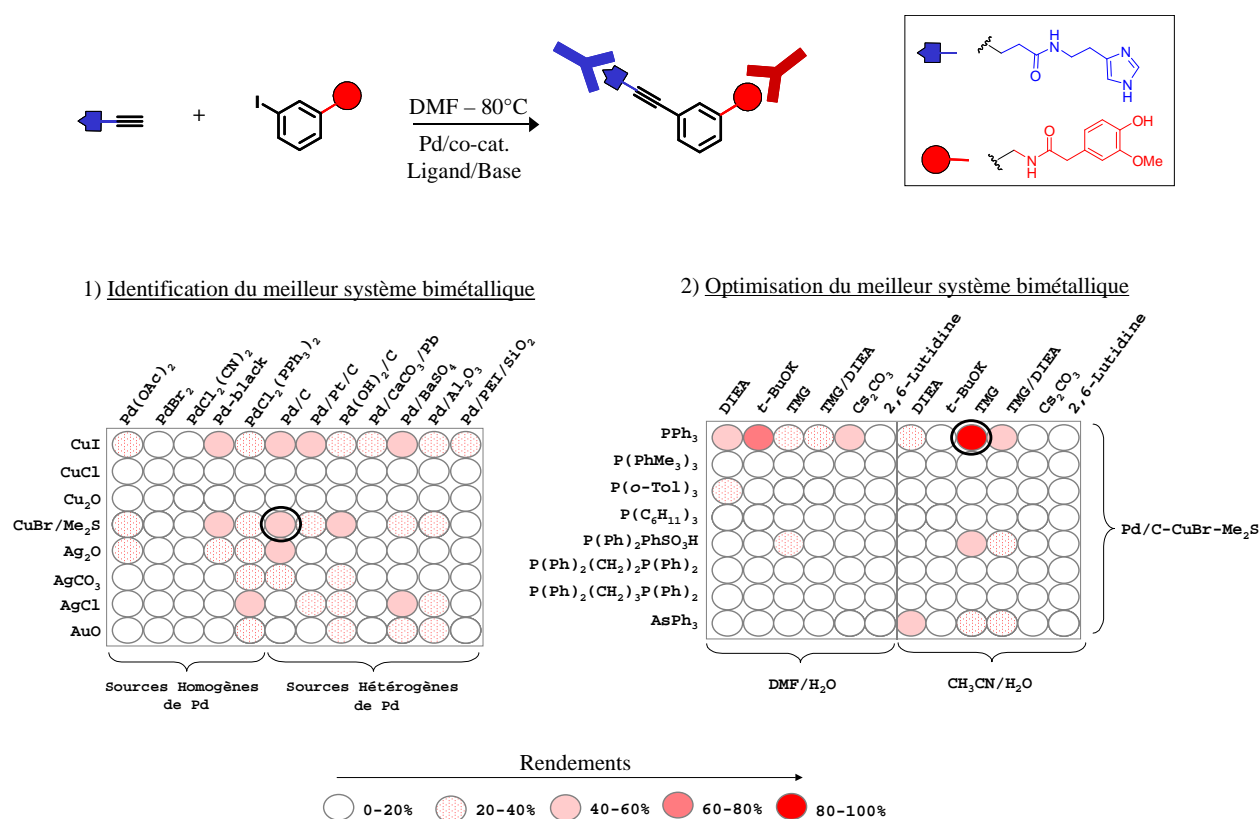 +
I
DMF – 80°C
Pd/co-cat.
Ligand/Base
H
N
O
N
N
H
O
N
H
OH
OMe
1) Identification du meilleur système bimétallique
2) Optimisation du meilleur système bimétallique
Pd(OAc)2
PdBr2
PdCl2(CN)2
Pd-black
PdCl2(PPh3)2
Pd/C
Pd/Pt/C
Pd(OH)2/C
Pd/CaCO3/Pb
Pd/BaSO4
Pd/Al2O3
Pd/PEI/SiO2
CuI
CuCl
Cu2O
CuBr/Me2S
Ag2O
AgCO3
AgCl
AuO
Sources Homogènes
de Pd
Sources Hétérogènes
de Pd
DIEA
t-BuOK
TMG
TMG/DIEA
Cs2CO3
2,6-Lutidine
DIEA
t-BuOK
TMG
TMG/DIEA
Cs2CO3
2,6-Lutidine
PPh3
P(PhMe3)3
P(o-Tol)3
P(C6H11)3
P(Ph)2PhSO3H
P(Ph)2(CH2)2P(Ph)2
P(Ph)2(CH2)3P(Ph)2
AsPh3
Pd/C-CuBr-Me2S
DMF/H2O
CH3CN/H2O
Rendements
0-20%
20-40%
40-60%
60-80%
80-100%